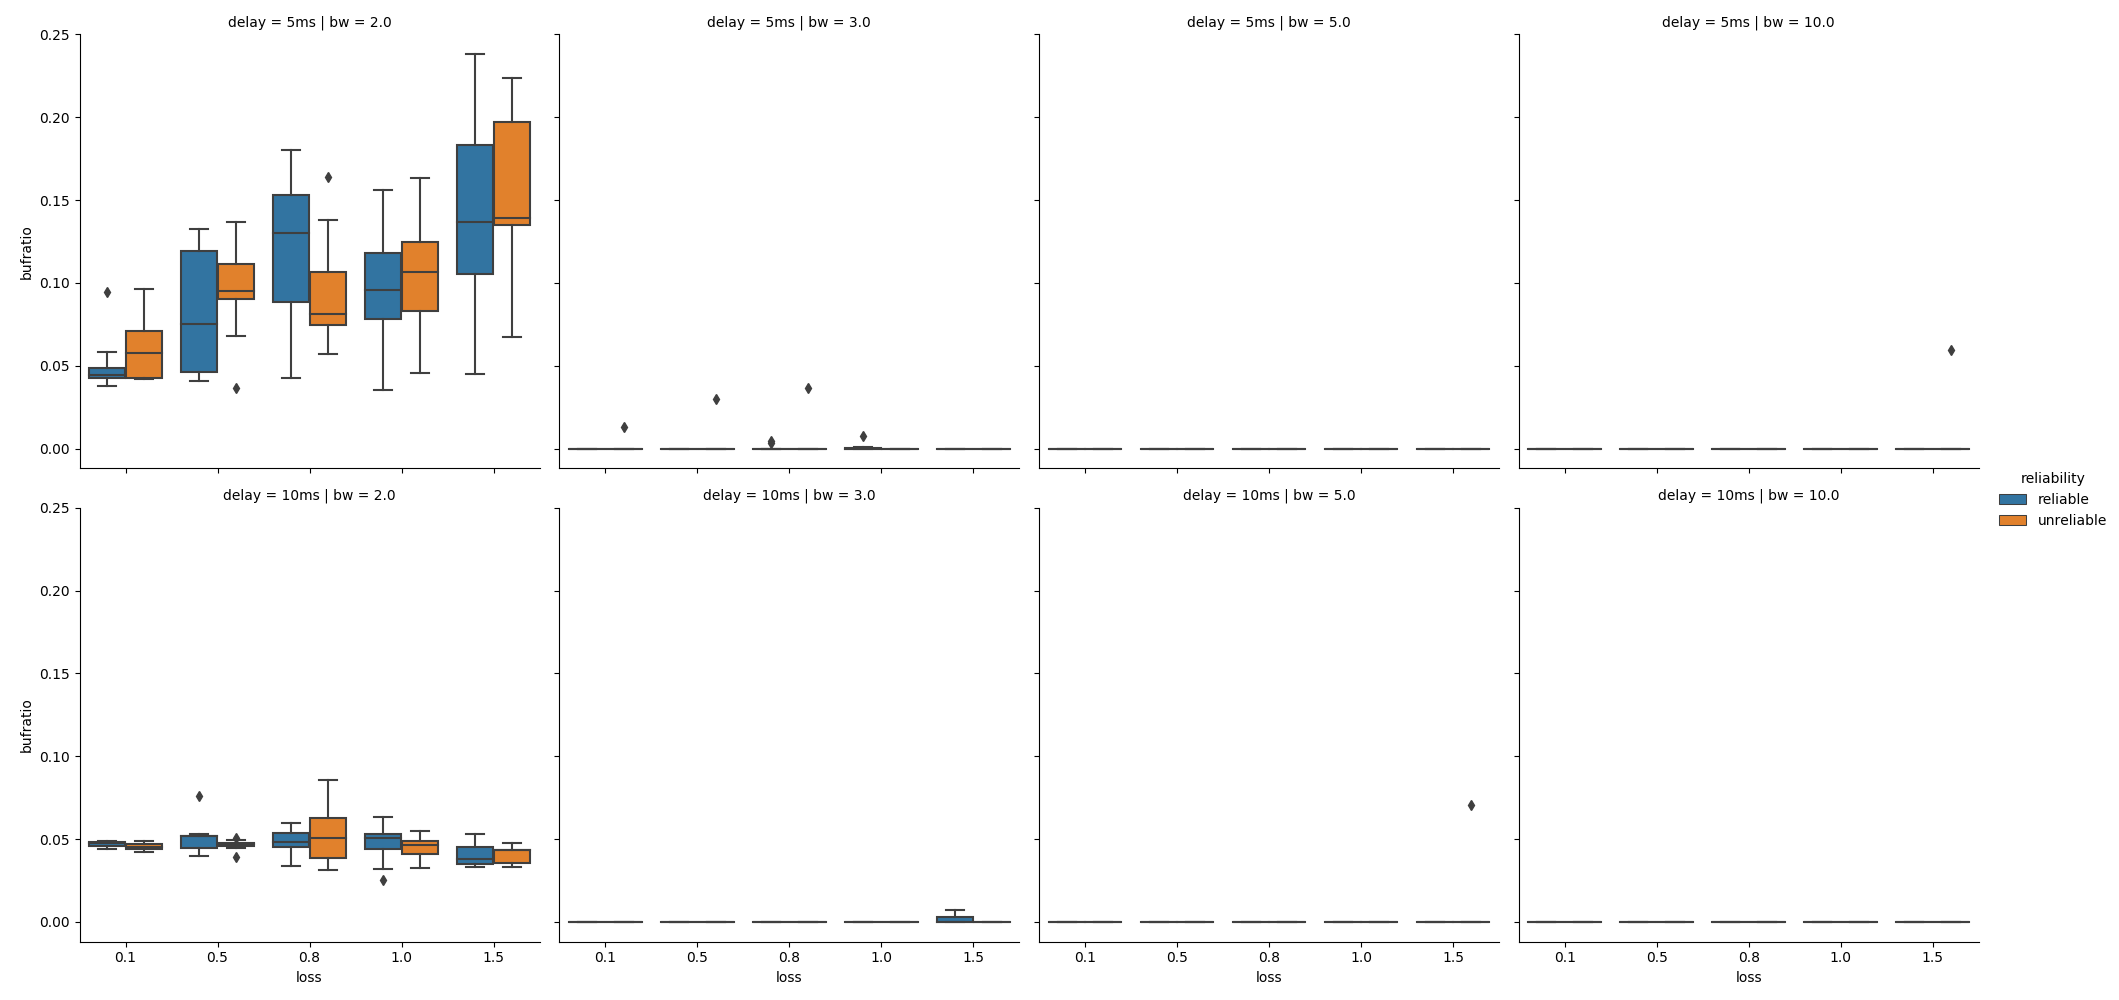 delay = 5ms | bw = 2.0
delay = 5ms | bw = 3.0
delay = 5ms | bw = 5.0
delay = 5ms | bw = 10.0
0.25
0.20
0.15
0.10
0.05
0.00
bufratio
delay = 10ms | bw = 2.0
delay = 10ms | bw = 3.0
delay = 10ms | bw = 5.0
delay = 10ms | bw = 10.0
0.25
0.20
0.15
0.10
0.05
0.00
bufratio
0.1 0.5 0.8 1.0 1.5
loss
0.1 0.5 0.8 1.0 1.5
loss
0.1 0.5 0.8 1.0 1.5
loss
0.1 0.5 0.8 1.0 1.5
loss
reliability
reliable
unreliable